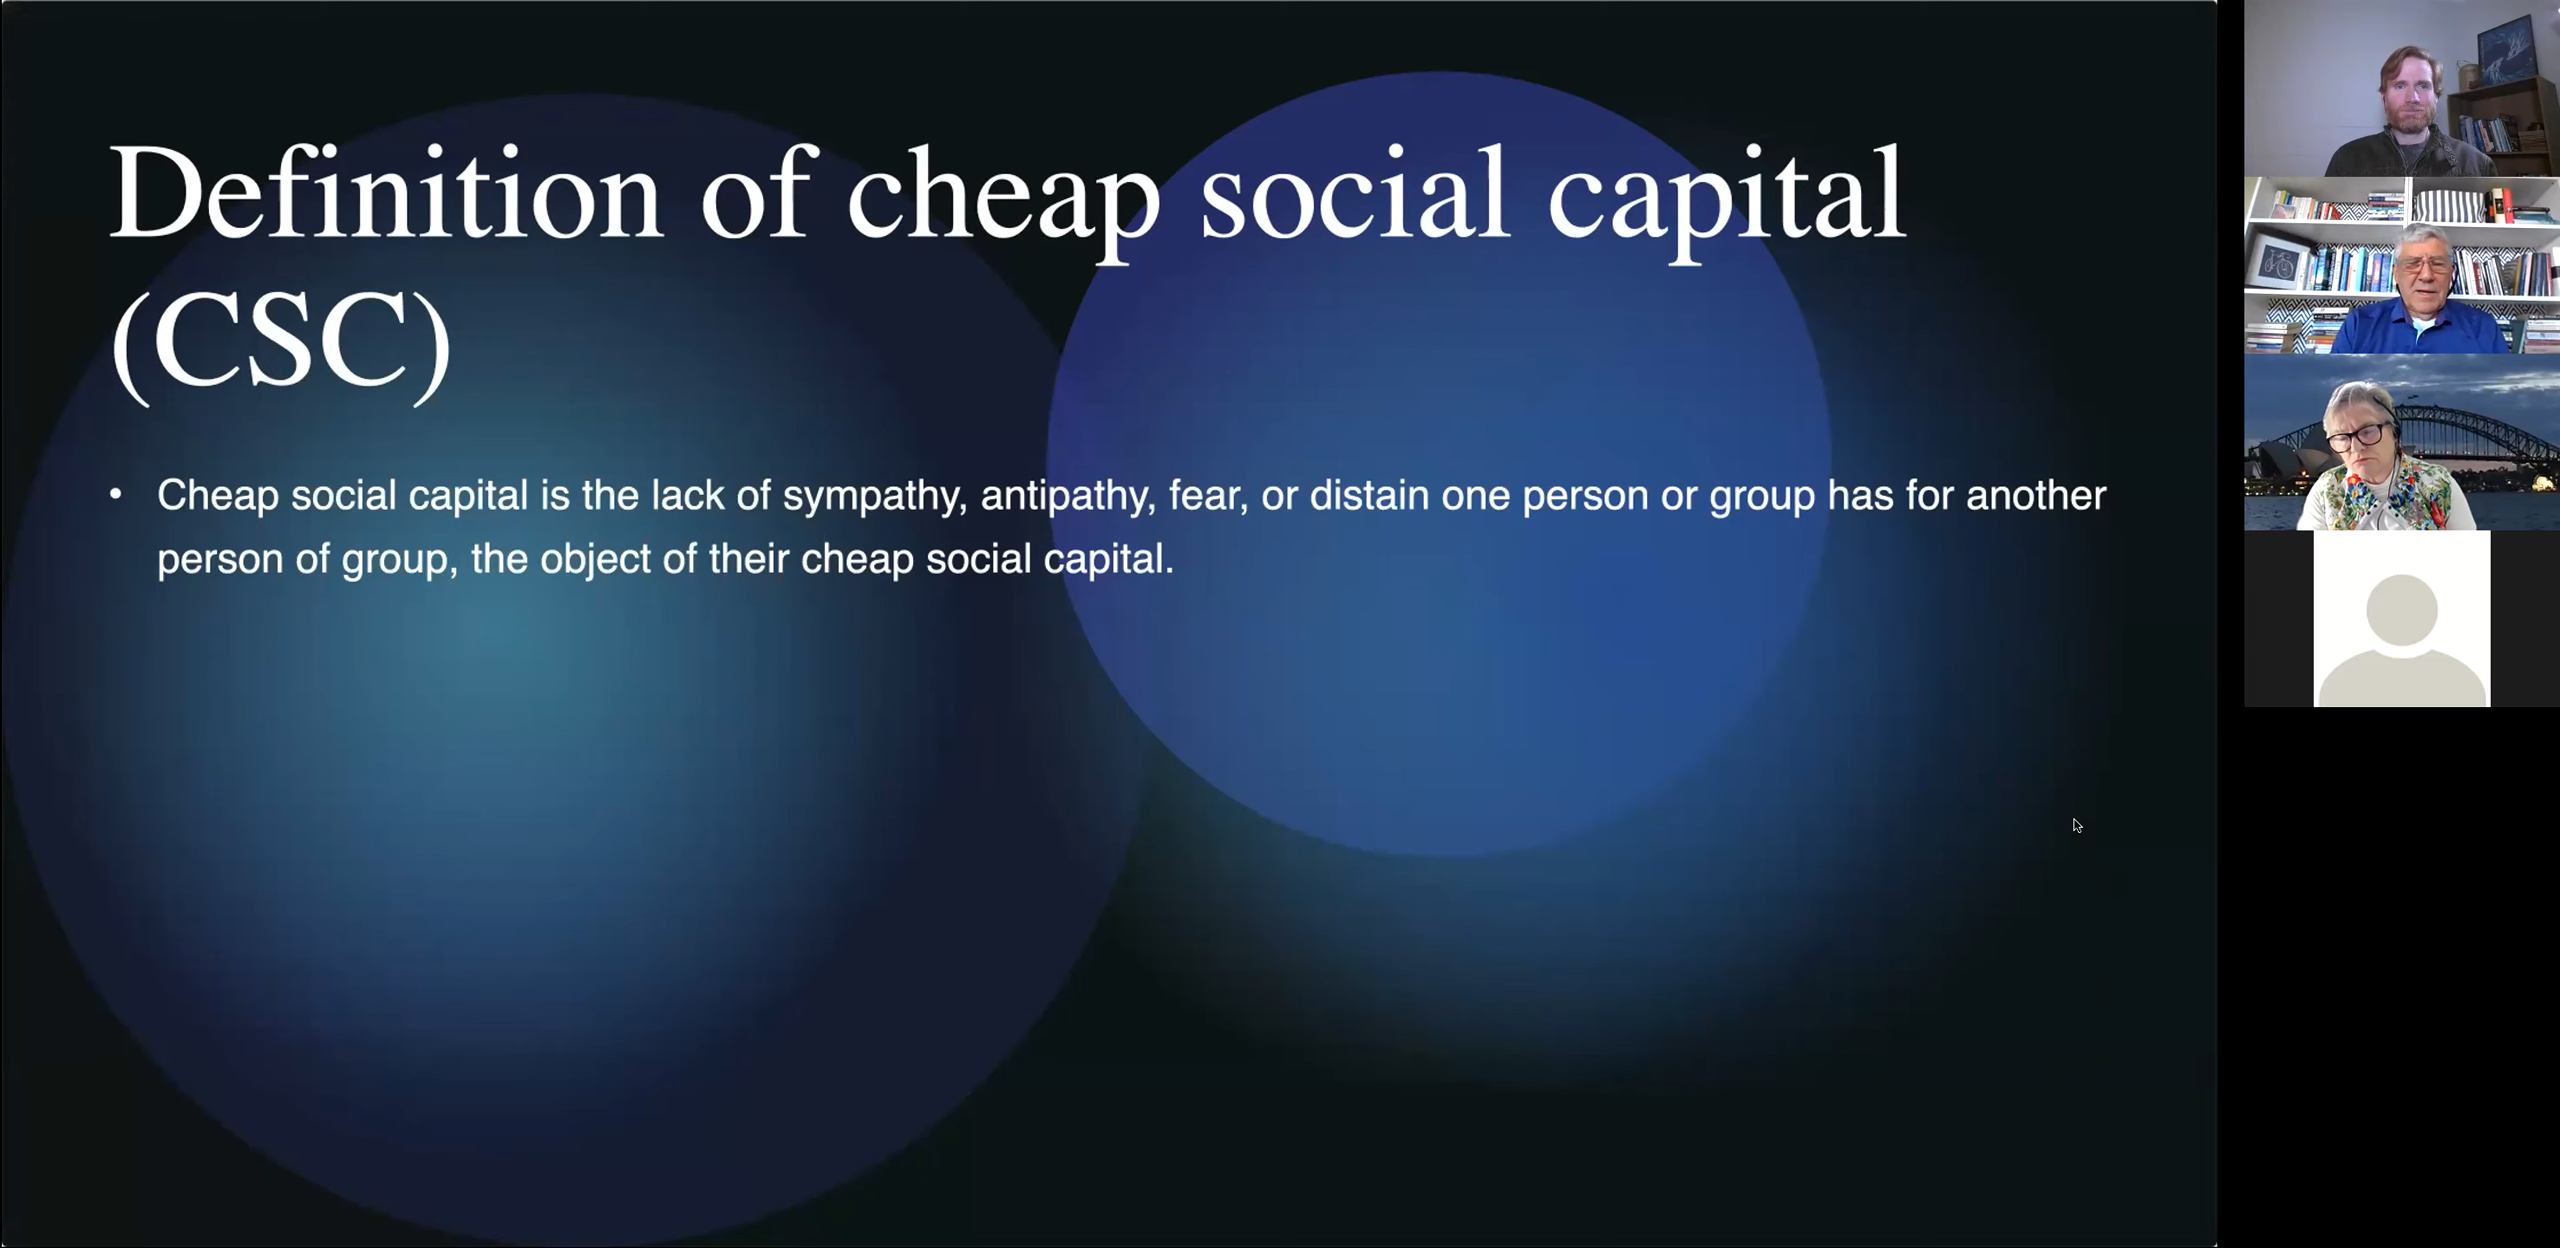 Definition of cheap social capital
(CSC)
• Cheap social capital is the lack of sympathy, antipathy, fear, or distain one person or group has for another
person of group, the object of their cheap social capital.